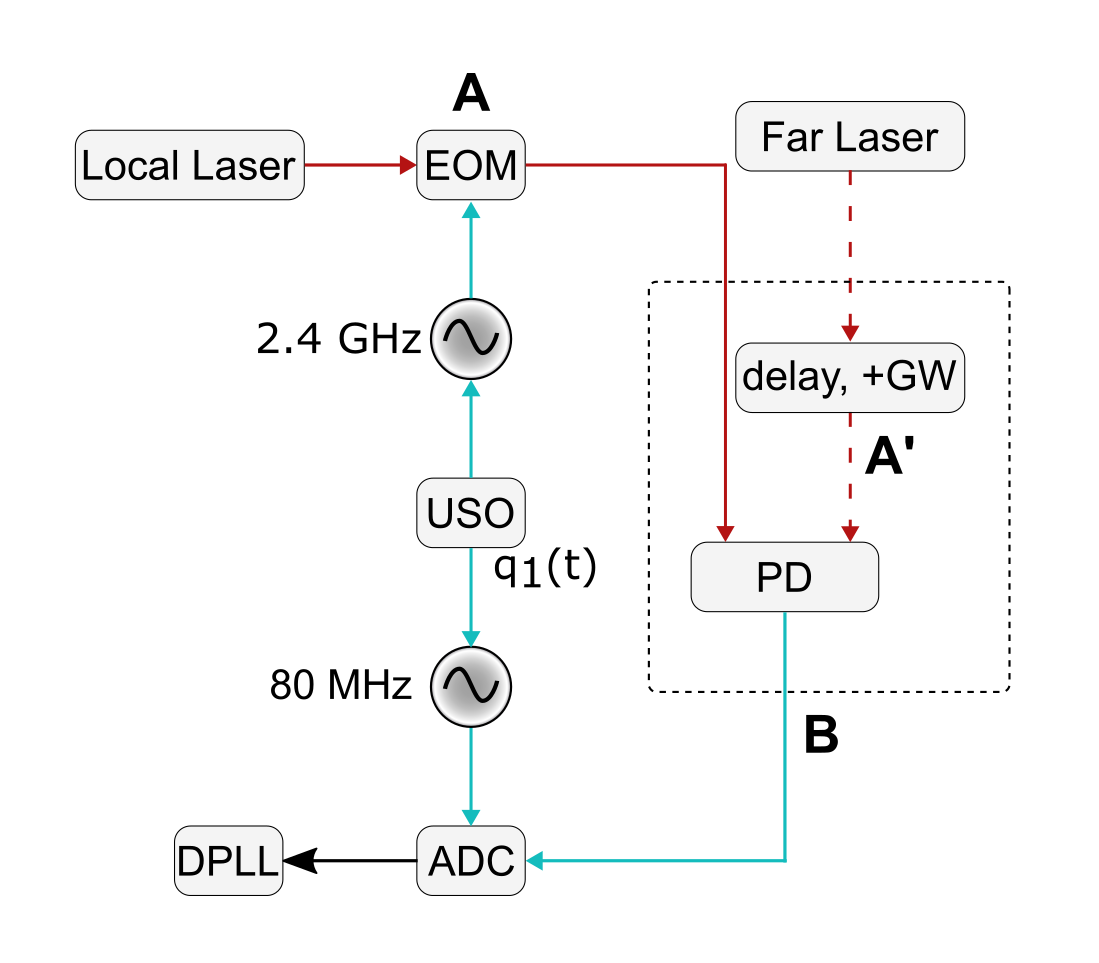 A
Local Laser
EOM
Far Laser
2.4 GHz
delay, +GW
A'
USO
q1(t)
PD
80 MHz
B
DPLL
ADC